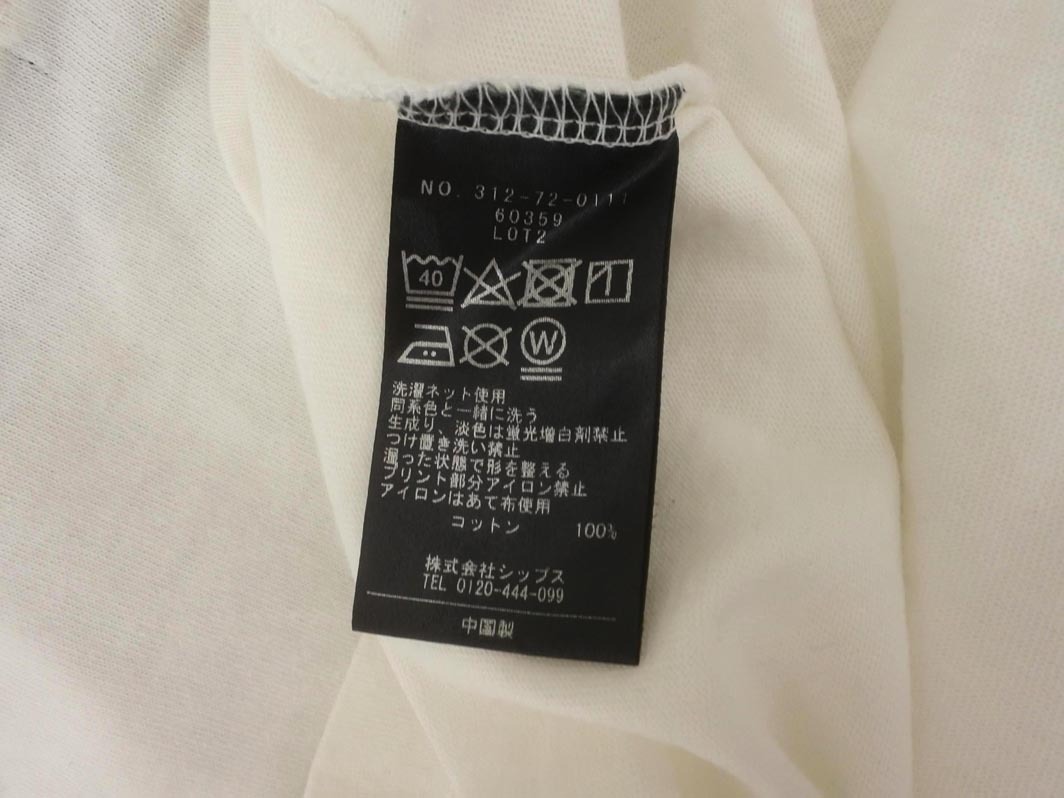 NO. 312-72-0111
60359
LOT2
40
W
洗濯ネット使用
同系色と一緒に洗う
生成り、淡色は蛍光増白剤禁止
つけ置き洗い禁止
湿った状態で形を整える
プリント部分アイロン禁止
アイロンはあて布使用
コットン 100%
株式会社シップス
TEL 0120-444-099
中国製